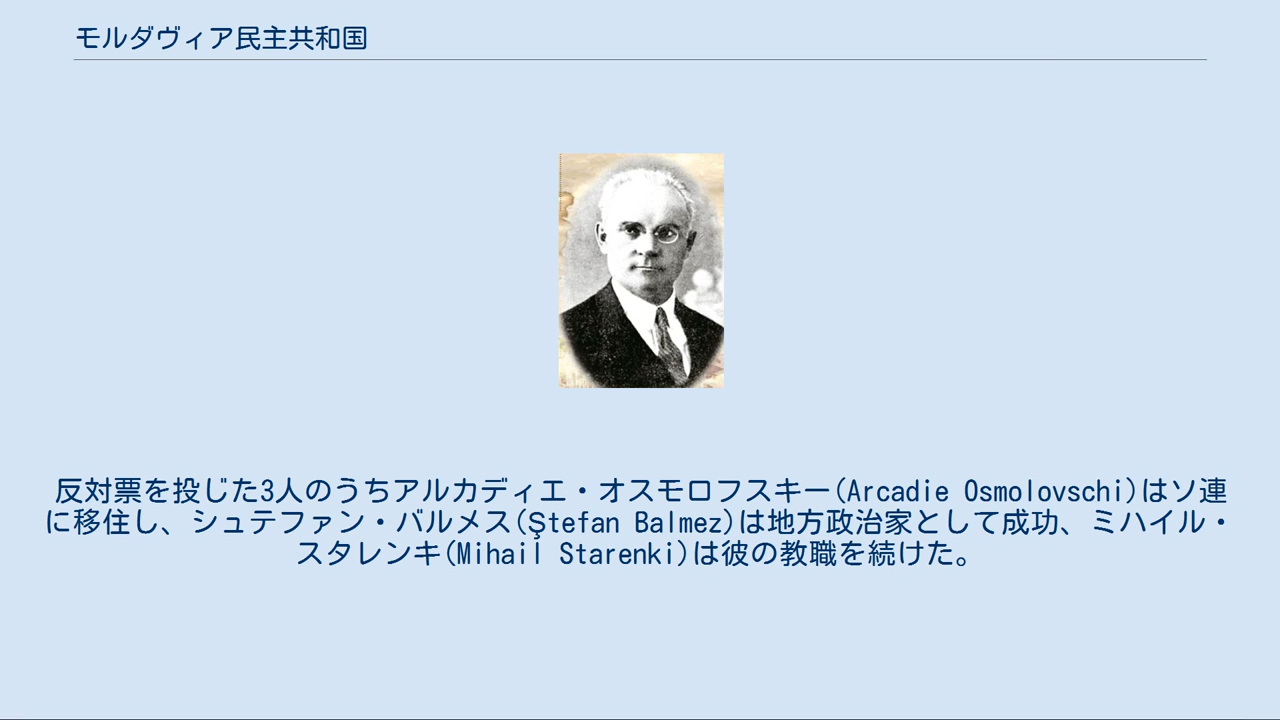 モルダヴィア民主共和国
反対票を投じた3人のうちアルカディエ・オスモロフスキー(Arcadie Osmolovschi)はソ連
に移住し、シュテファン・バルメス(Ştefan Balmez)は地方政治家として成功、ミハイル・
スタレンキ(Mihail Starenki)は彼の教職を続けた。